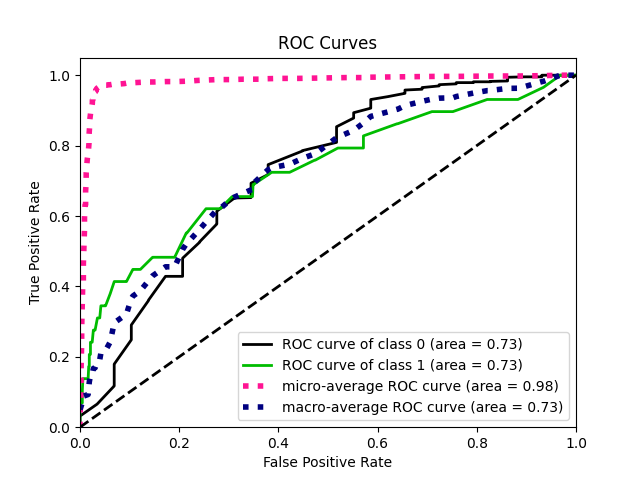 ROC Curves
True Positive Rate
1.0
0.8
0.6
0.4
0.2
0.0
ROC curve of class 0 (area = 0.73)
ROC curve of class 1 (area = 0.73)
micro-average ROC curve (area = 0.98)
macro-average ROC curve (area = 0.73)
0.0 0.2 0.4 0.6 0.8 1.0
False Positive Rate